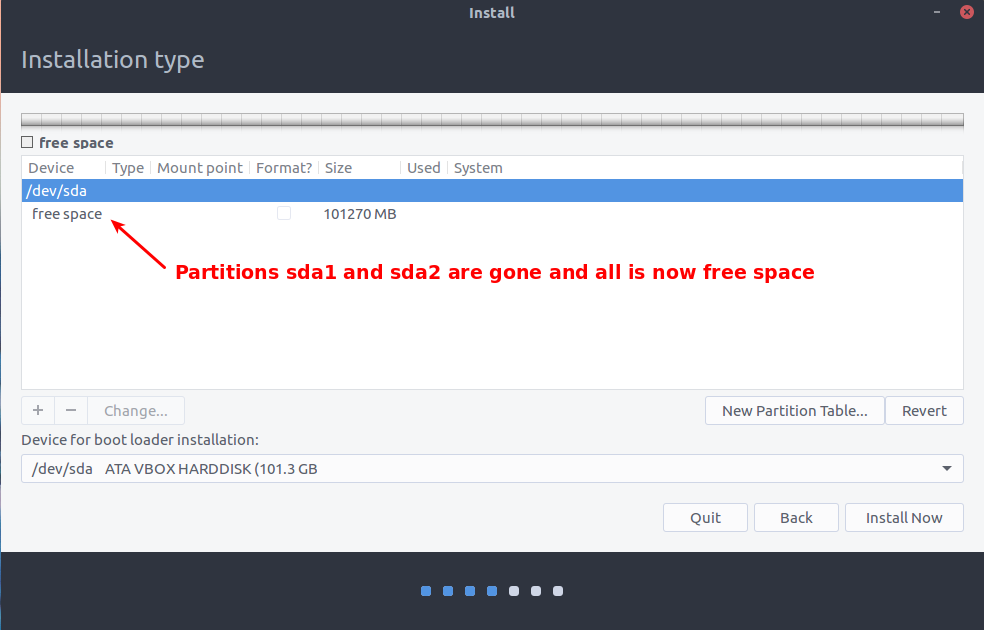 Install
Installation type
free space
Device Type Mount point Format? Size Used System
/dev/sda
free space 101270 MB
Partitions sda1 and sda2 are gone and all is now free space
+ − Change... New Partition Table... Revert
Device for boot loader installation:
/dev/sda ATA VBOX HARDDISK (101.3 GB
Quit Back Install Now